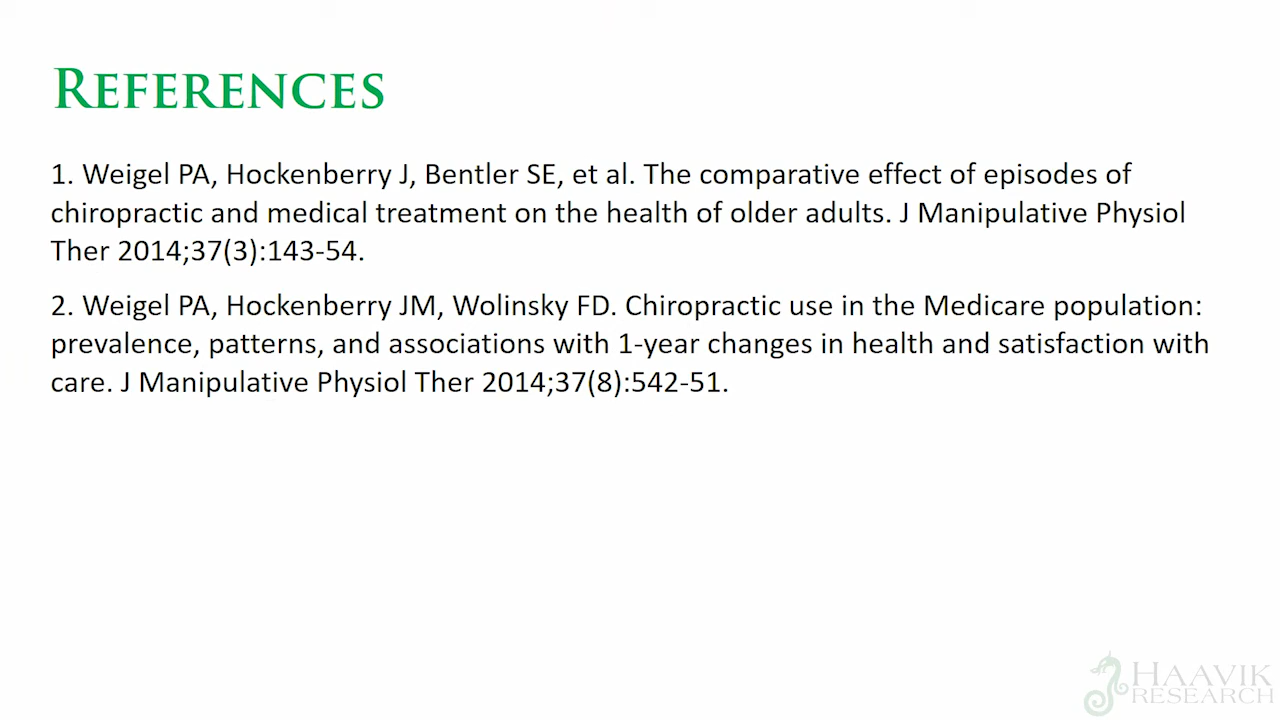 References
1. Weigel PA, Hockenberry J, Bentler SE, et al. The comparative effect of episodes of
chiropractic and medical treatment on the health of older adults. J Manipulative Physiol
Ther 2014;37(3):143-54.
2. Weigel PA, Hockenberry JM, Wolinsky FD. Chiropractic use in the Medicare population:
prevalence, patterns, and associations with 1-year changes in health and satisfaction with
care. J Manipulative Physiol Ther 2014;37(8):542-51.
Haavik
Research